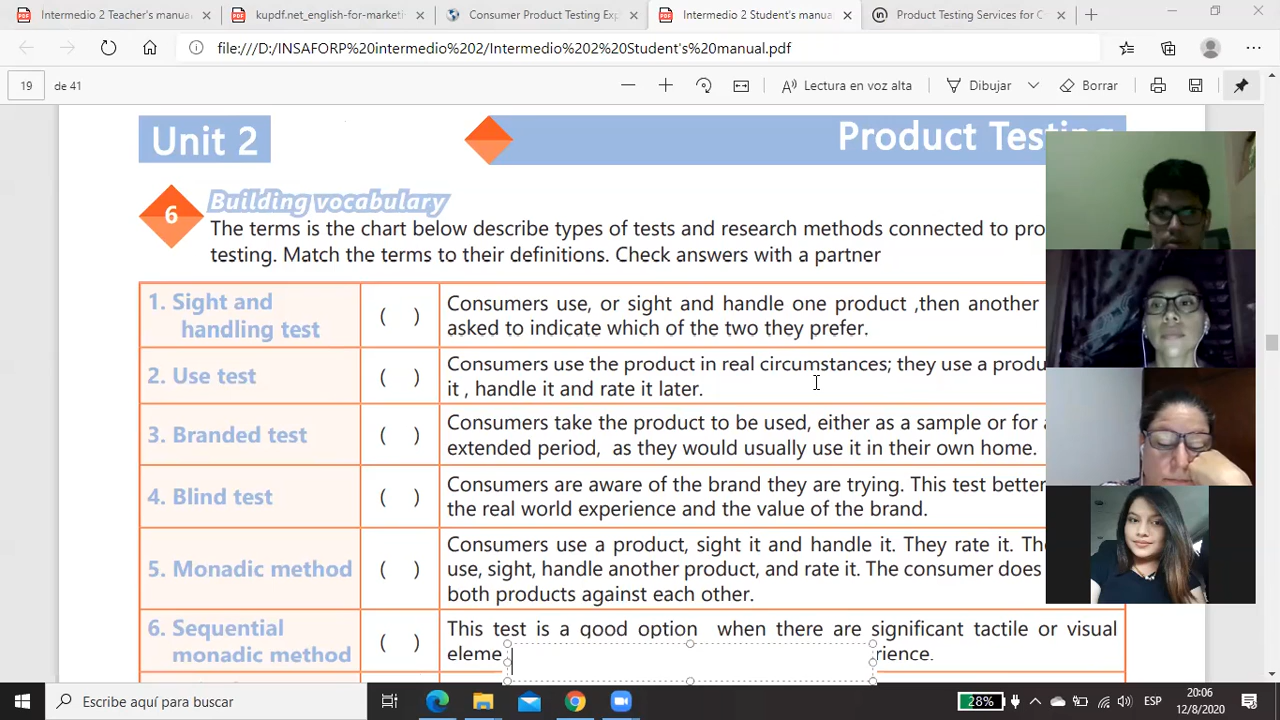 Intermedio 2 Teacher's manua
kupdf.net_english-for-marketi
Consumer Product Testing Exp
Intermedio 2 Student's manua
Product Testing Services for C
file:///D:/INSAFORP%20intermedio%202/Intermedio%202%20Student's%20manual.pdf
19 de 41
Lectura en voz alta
Dibujar
Borrar
Unit 2
Product Testing
6
Building vocabulary
The terms is the chart below describe types of tests and research methods connected to pro
testing. Match the terms to their definitions. Check answers with a partner
1. Sight and
handling test
( )
Consumers use, or sight and handle one product ,then another
asked to indicate which of the two they prefer.
2. Use test
( )
Consumers use the product in real circumstances; they use a produ
it , handle it and rate it later.
3. Branded test
( )
Consumers take the product to be used, either as a sample or for a
extended period, as they would usually use it in their own home.
4. Blind test
( )
Consumers are aware of the brand they are trying. This test better
the real world experience and the value of the brand.
5. Monadic method
( )
Consumers use a product, sight it and handle it. They rate it. The
use, sight, handle another product, and rate it. The consumer does
both products against each other.
6. Sequential
monadic method
( )
This test is a good option when there are significant tactile or visual
eleme rience.
Escribe aquí para buscar
28%
ESP
20:06
12/8/2020